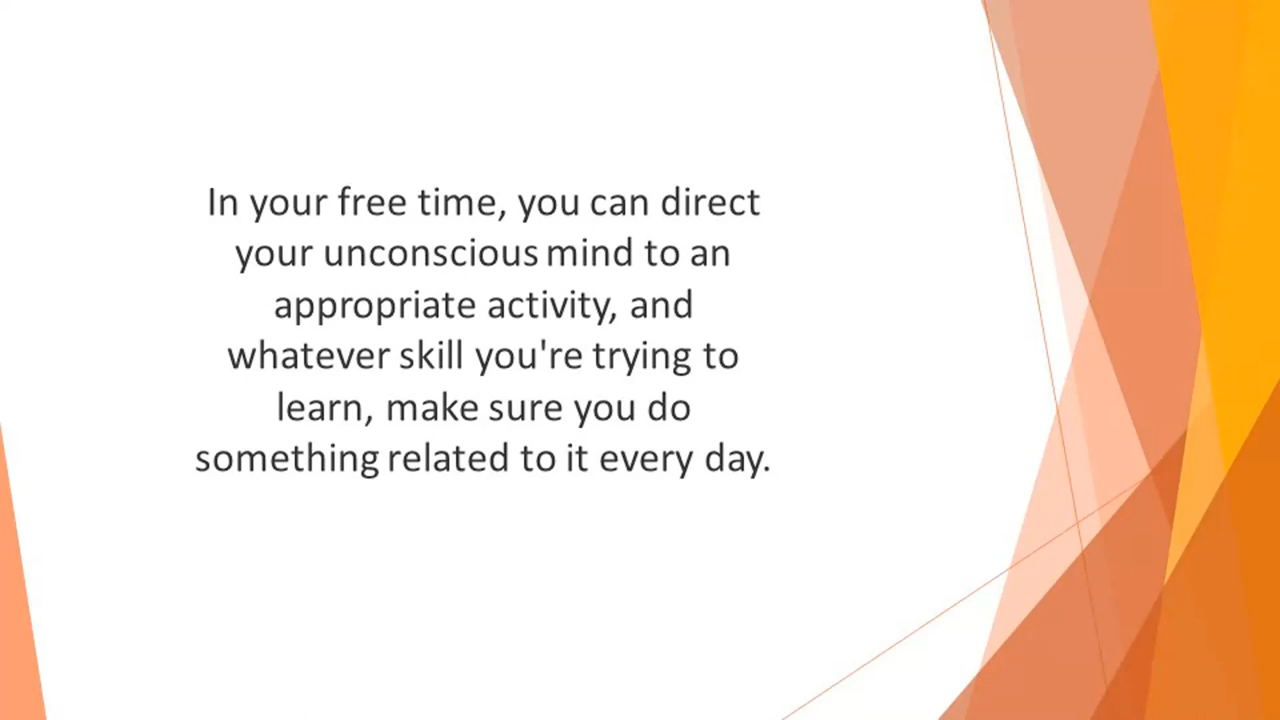 In your free time, you can direct
your unconscious mind to an
appropriate activity, and
whatever skill you're trying to
learn, make sure you do
something related to it every day.